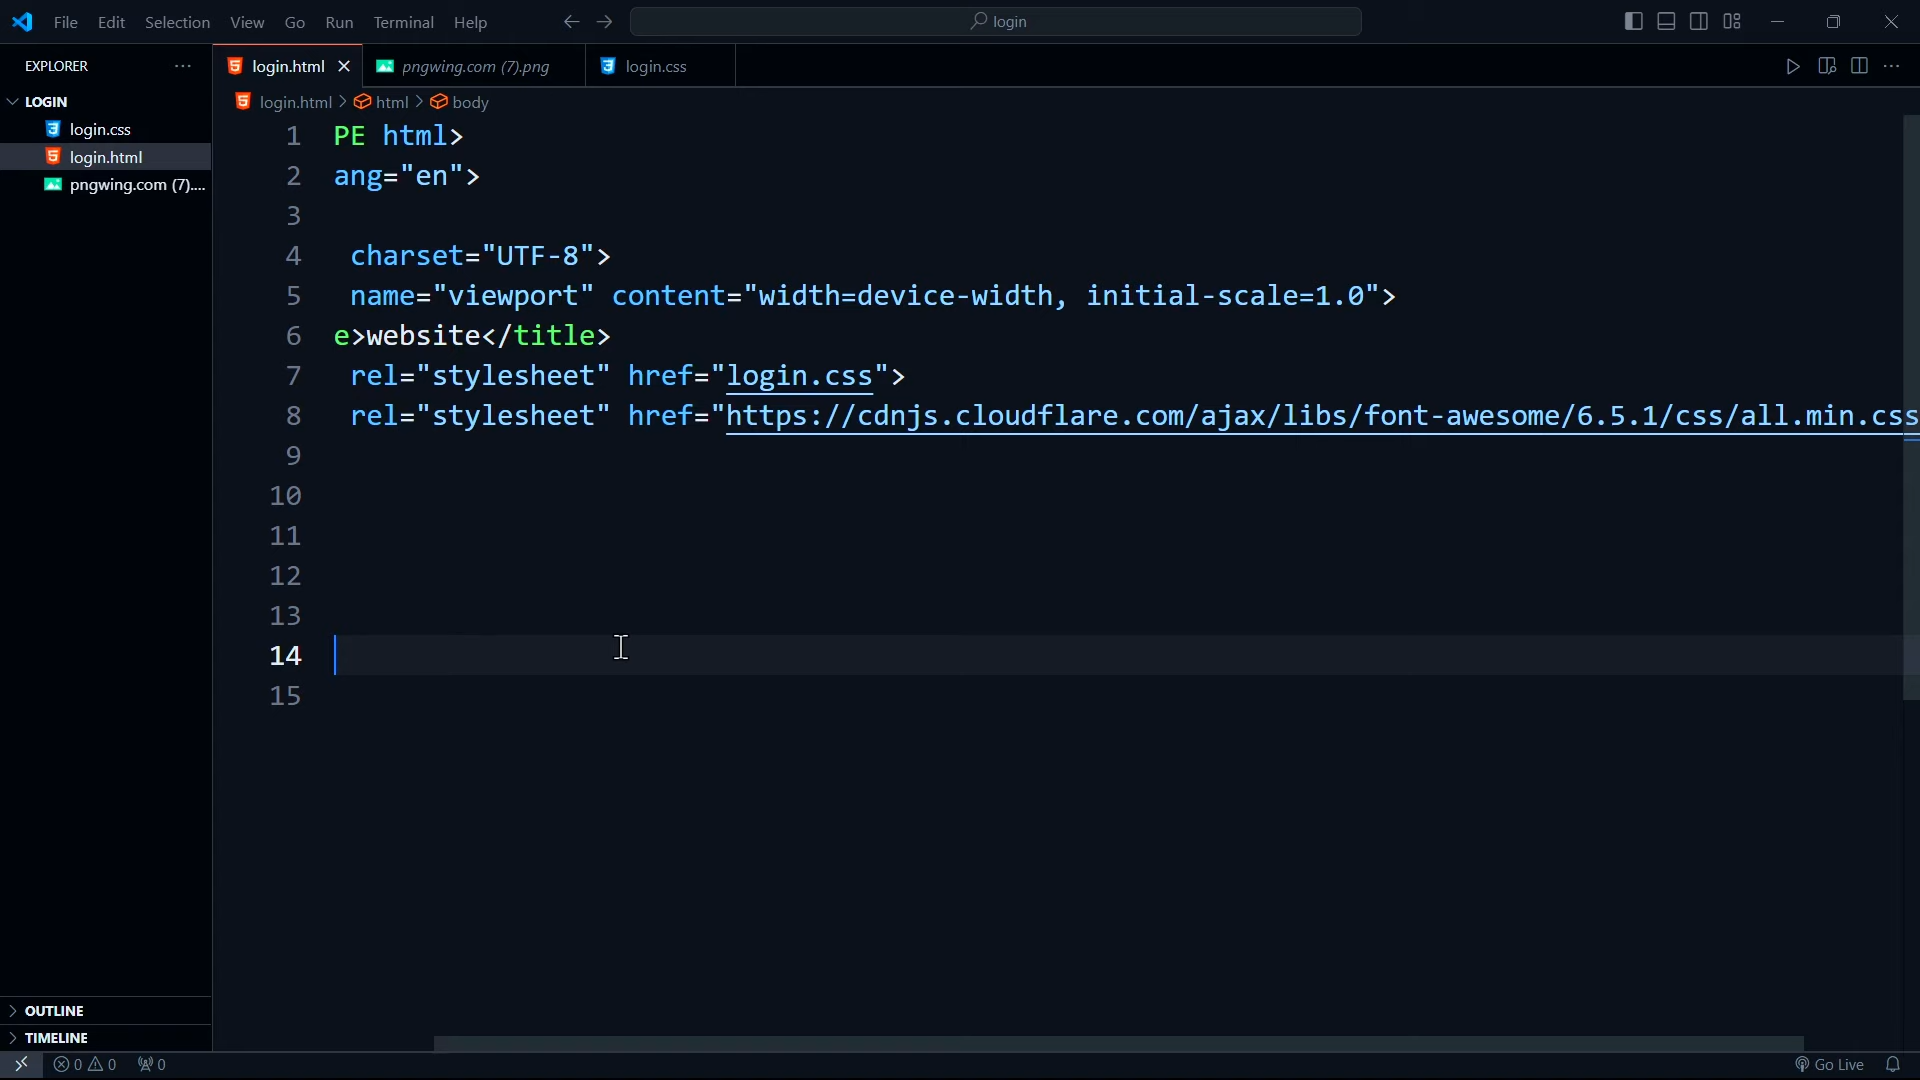 File Edit Selection View Go Run Terminal Help
login
EXPLORER
LOGIN
login.css
login.html
pngwing.com (7)....
login.html
pngwing.com (7).png
login.css
login.html > html > body
1 PE html>
2 ang="en">
3
4 charset="UTF-8">
5 name="viewport" content="width=device-width, initial-scale=1.0">
6 e>website</title>
7 rel="stylesheet" href="login.css">
8 rel="stylesheet" href="https://cdnjs.cloudflare.com/ajax/libs/font-awesome/6.5.1/css/all.min.css
9
10
11
12
13
14
15
OUTLINE
TIMELINE
0 0 0
Go Live